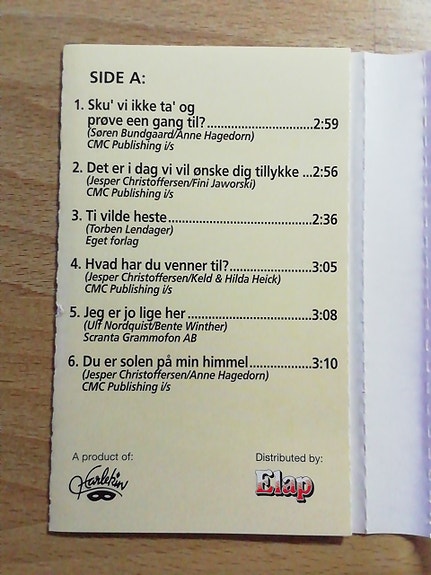 SIDE A:
1. Sku' vi ikke ta' og
prøve een gang til?..............................2:59
(Søren Bundgaard/Anne Hagedorn)
CMC Publishing i/s
2. Det er i dag vi vil ønske dig tillykke ...2:56
(Jesper Christoffersen/Fini Jaworski)
CMC Publishing i/s
3. Ti vilde heste........................................2:36
(Torben Lendager)
Eget forlag
4. Hvad har du venner til?.......................3:05
(Jesper Christoffersen/Keld & Hilda Heick)
CMC Publishing i/s
5. Jeg er jo lige her...................................3:08
(Ulf Nordquist/Bente Winther)
Scranta Grammofon AB
6. Du er solen på min himmel..................3:10
(Jesper Christoffersen/Anne Hagedorn)
CMC Publishing i/s
A product of:
Harlekin
Distributed by:
Elap